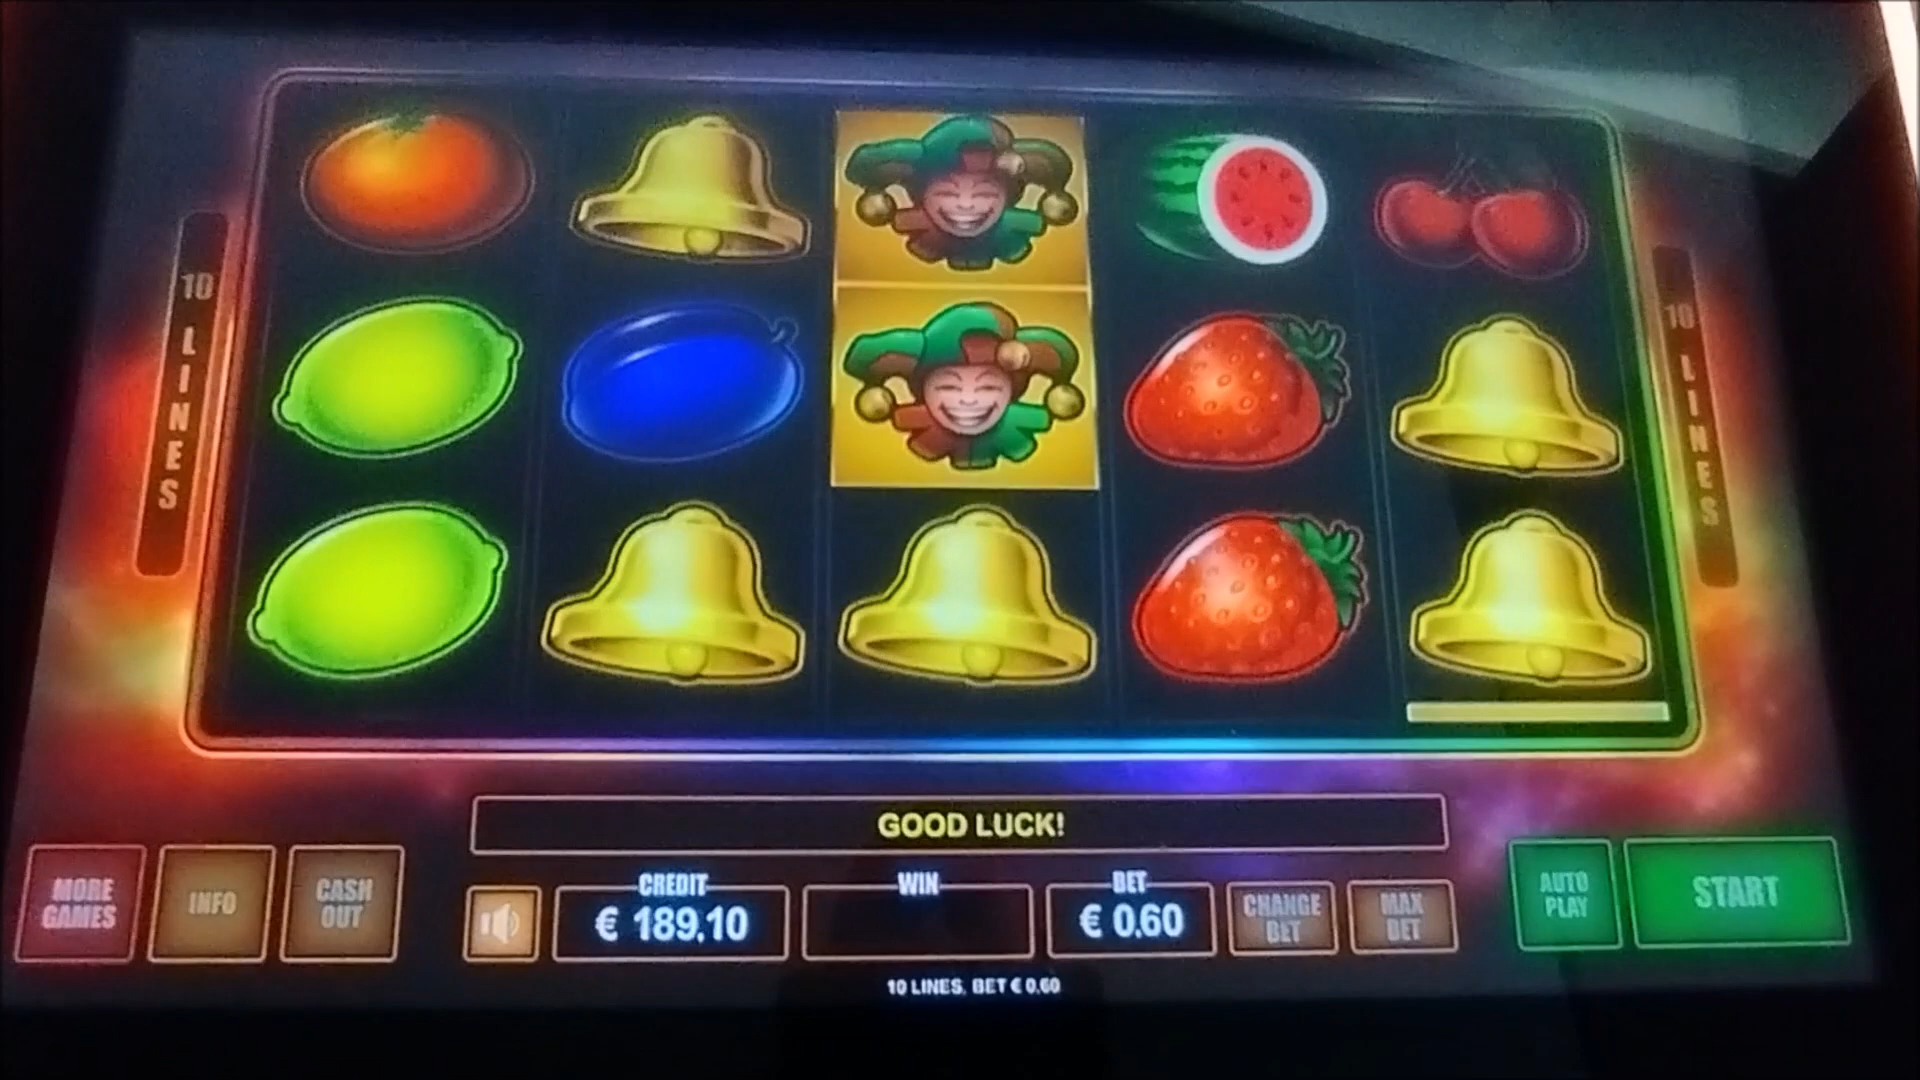 10 LINES
10 LINES
GOOD LUCK!
MORE GAMES
INFO
CASH OUT
CREDIT
€ 189,10
WIN
BET
€ 0,60
CHANGE BET
MAX BET
AUTO PLAY
START
10 LINES, BET € 0,60